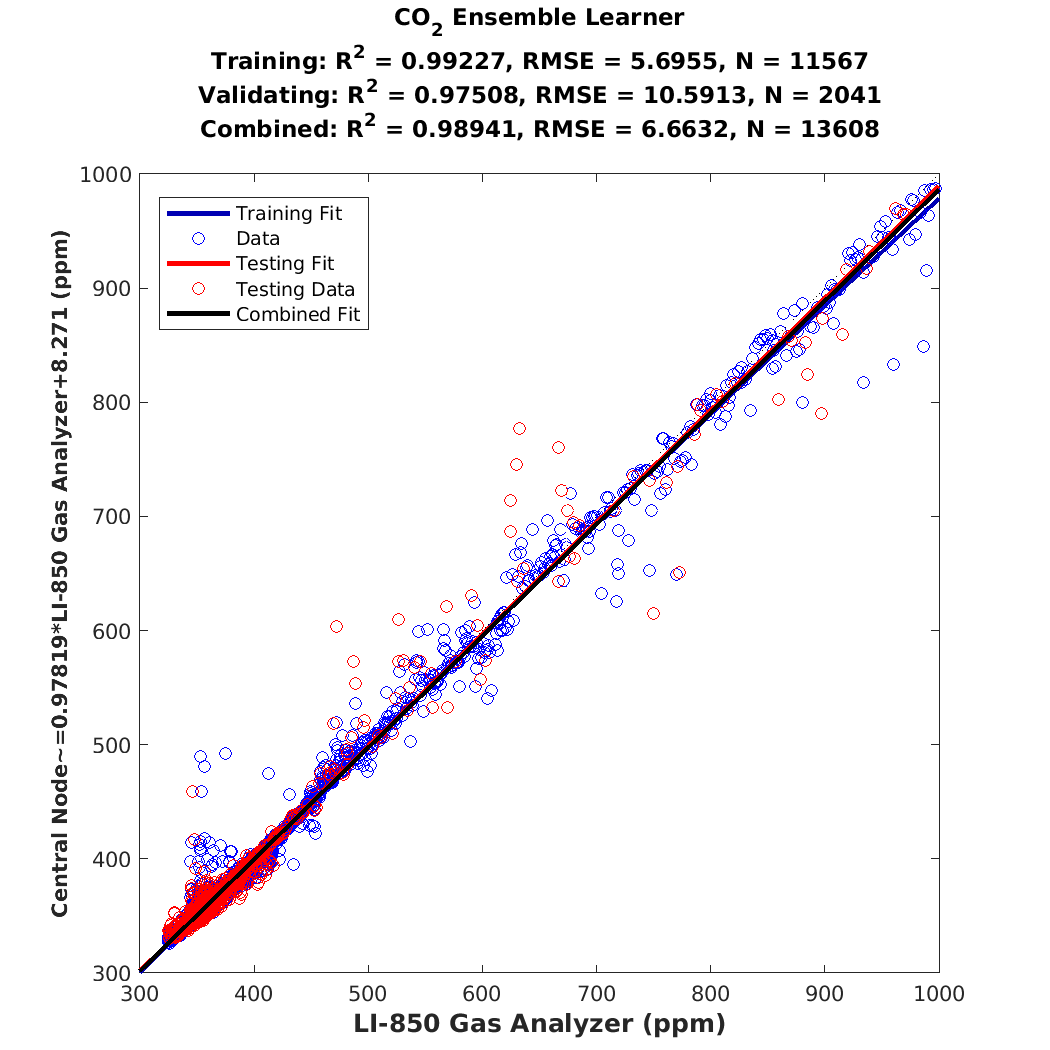 CO2 Ensemble Learner
Training: R2 = 0.99227, RMSE = 5.6955, N = 11567
Validating: R2 = 0.97508, RMSE = 10.5913, N = 2041
Combined: R2 = 0.98941, RMSE = 6.6632, N = 13608
Central Node~=0.97819*LI-850 Gas Analyzer+8.271 (ppm)
1000
900
800
700
600
500
400
300
Training Fit
Data
Testing Fit
Testing Data
Combined Fit
300 400 500 600 700 800 900 1000
LI-850 Gas Analyzer (ppm)